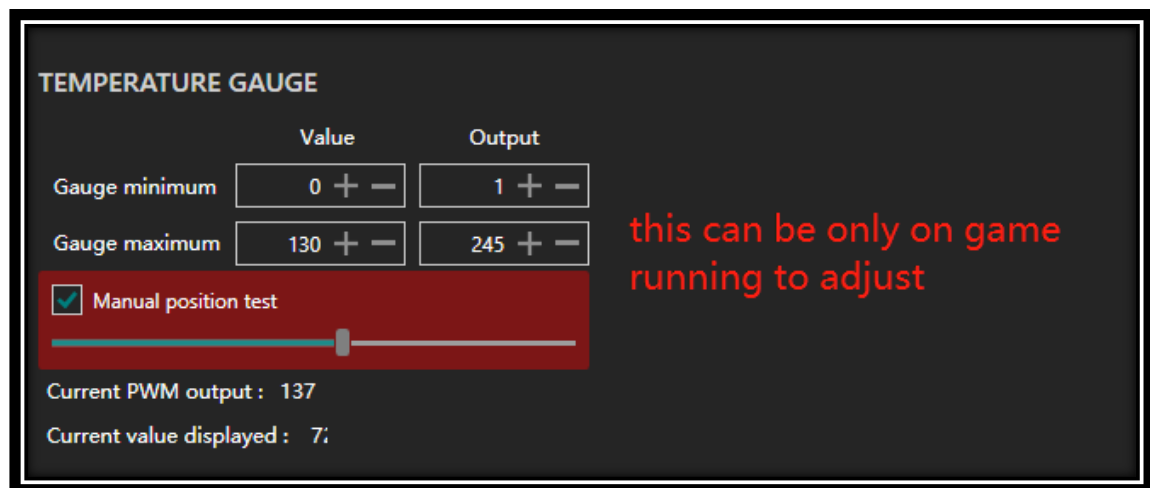 TEMPERATURE GAUGE
Value Output
Gauge minimum 0 + − 1 + −
Gauge maximum 130 + − 245 + −
this can be only on game
running to adjust
Manual position test
Current PWM output : 137
Current value displayed :